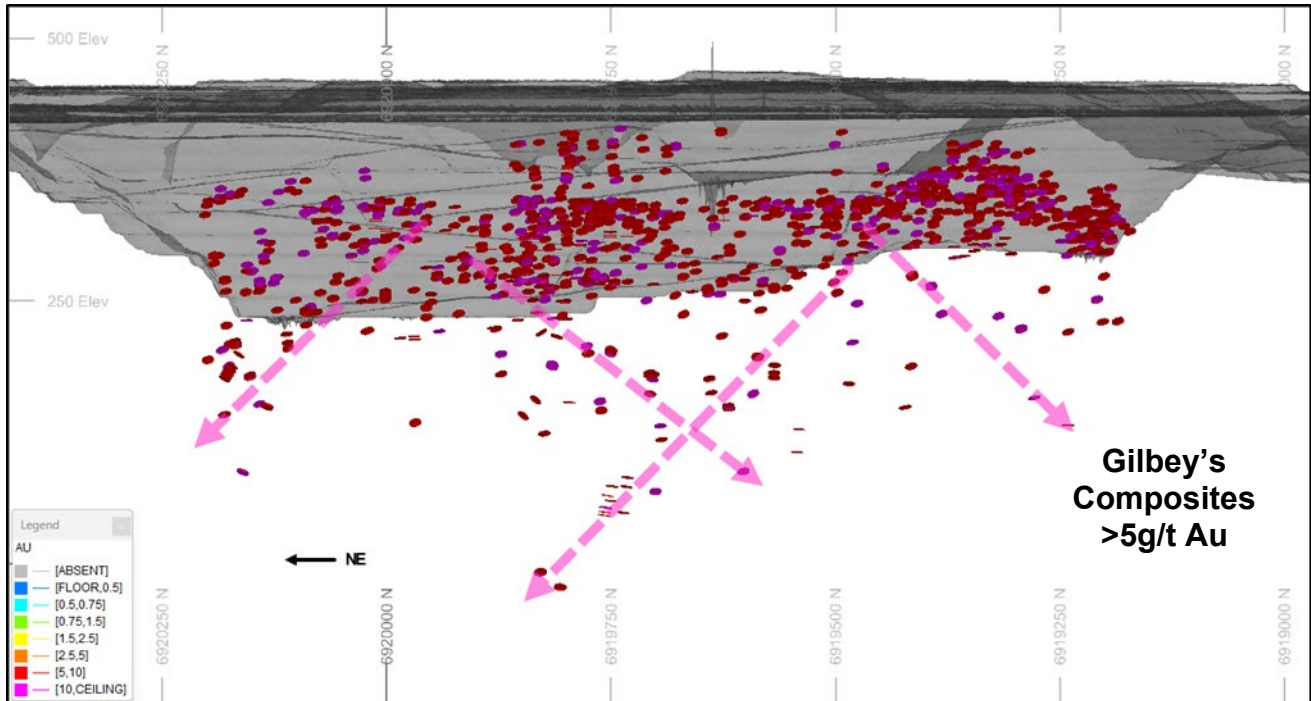 500 Elev
250 Elev
6920250 N
6920000 N
6919750 N
6919500 N
6919250 N
6919000 N
Gilbey's
Composites
>5g/t Au
NE
Legend
AU
[ABSENT]
[FLOOR,0.5]
[0.5,0.75]
[0.75,1.5]
[1.5,2.5]
[2.5,5]
[5,10]
[10,CEILING]
6920250 N
6920000 N
6919750 N
6919500 N
6919250 N
6919000 N